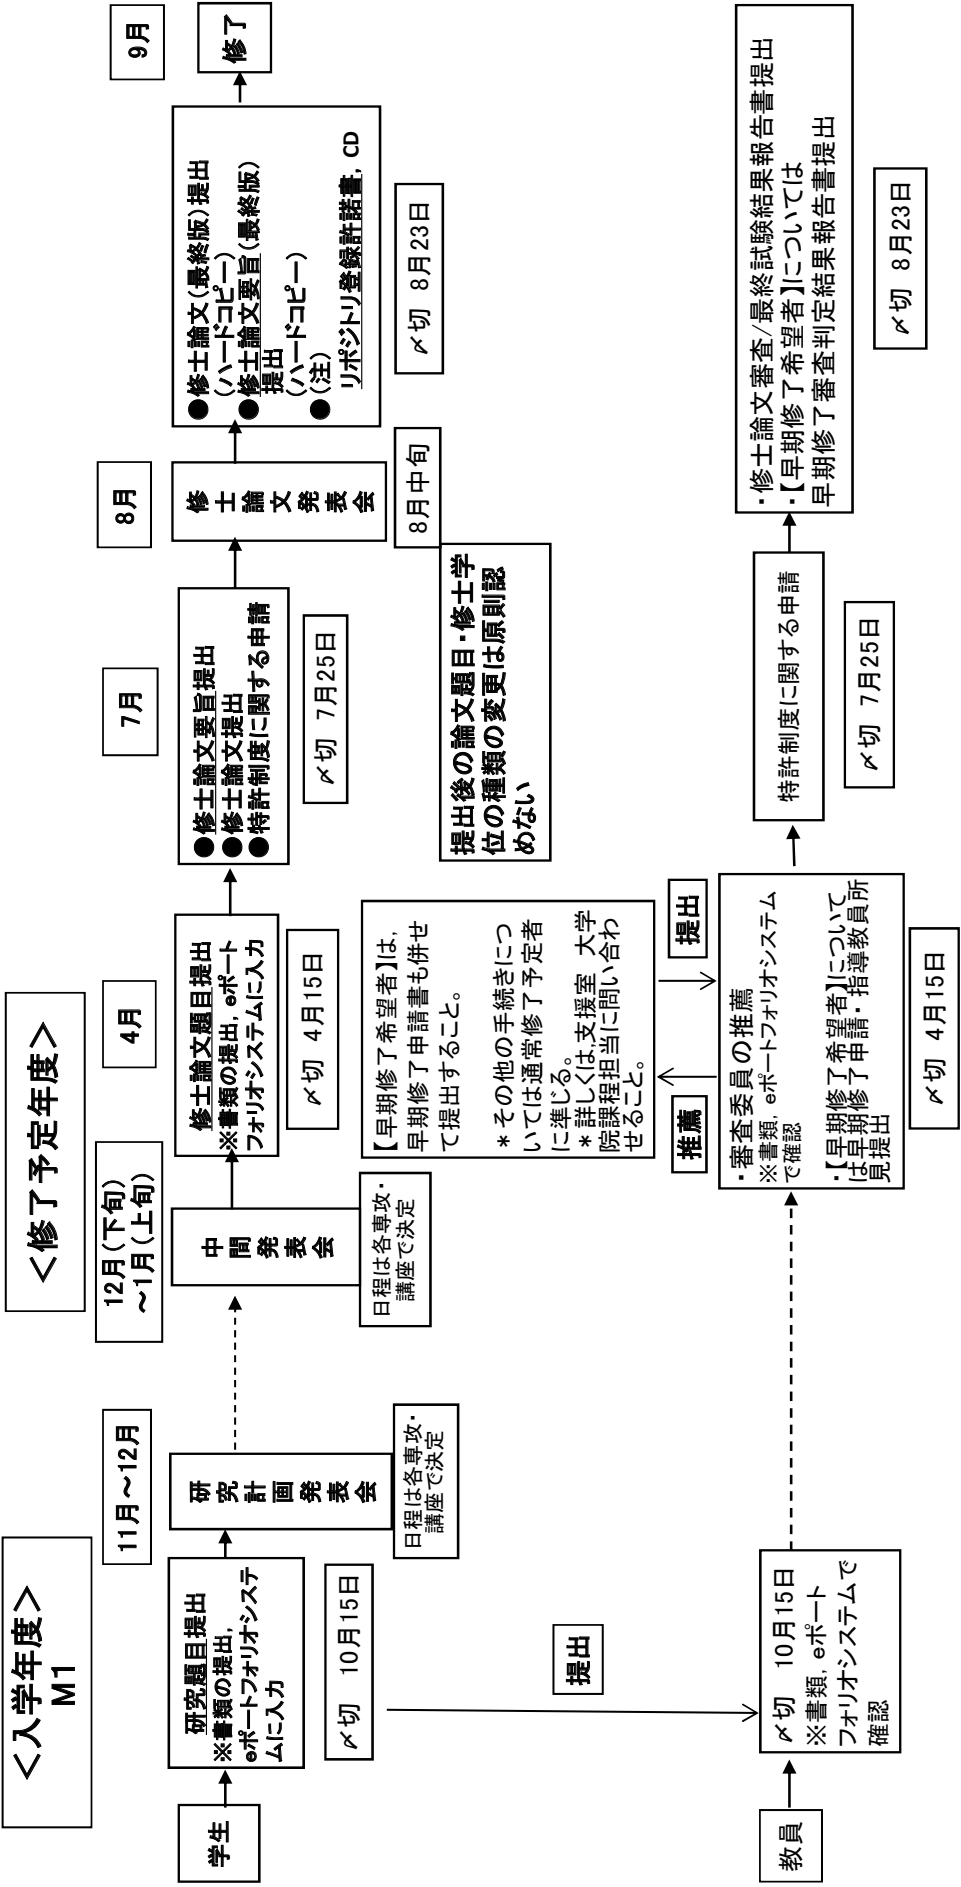 ＜入学年度＞
M1
＜修了予定年度＞
11月～12月
12月(下旬)
～1月(上旬)
4月
7月
8月
9月
学生
研究題目提出
※書類の提出,
eポートフォリオシステ
ムに入力
〆切　10月15日
研究計画発表会
日程は各専攻・
講座で決定
中間発表会
日程は各専攻・
講座で決定
修士論文題目提出
※書類の提出, eポート
フォリオシステムに入力
〆切　4月15日
●修士論文要旨提出
●修士論文提出
●特許制度に関する申請
〆切　7月25日
修士論文発表会
8月中旬
●修士論文(最終版)提出
(ハードコピー)
●修士論文要旨(最終版)
提出
(ハードコピー)
●(注)
リポジトリ登録許諾書, CD
〆切　8月23日
修了
【早期修了希望者】は,
早期修了申請書も併せ
て提出すること。
＊その他の手続きにつ
いては通常修了予定者
に準じる。
＊詳しくは,支援室 大学
院課程担当に問い合わ
せること。
提出後の論文題目・修士学
位の種類の変更は原則認
めない
提出
推薦
提出
教員
〆切　10月15日
※書類, eポート
フォリオシステムで
確認
・審査委員の推薦
※書類, eポートフォリオシステム
で確認
・【早期修了希望者】について
は早期修了申請・指導教員所
見提出
〆切　4月15日
特許制度に関する申請
〆切　7月25日
・修士論文審査/最終試験結果報告書提出
・【早期修了希望者】については
早期修了審査判定結果報告書提出
〆切　8月23日